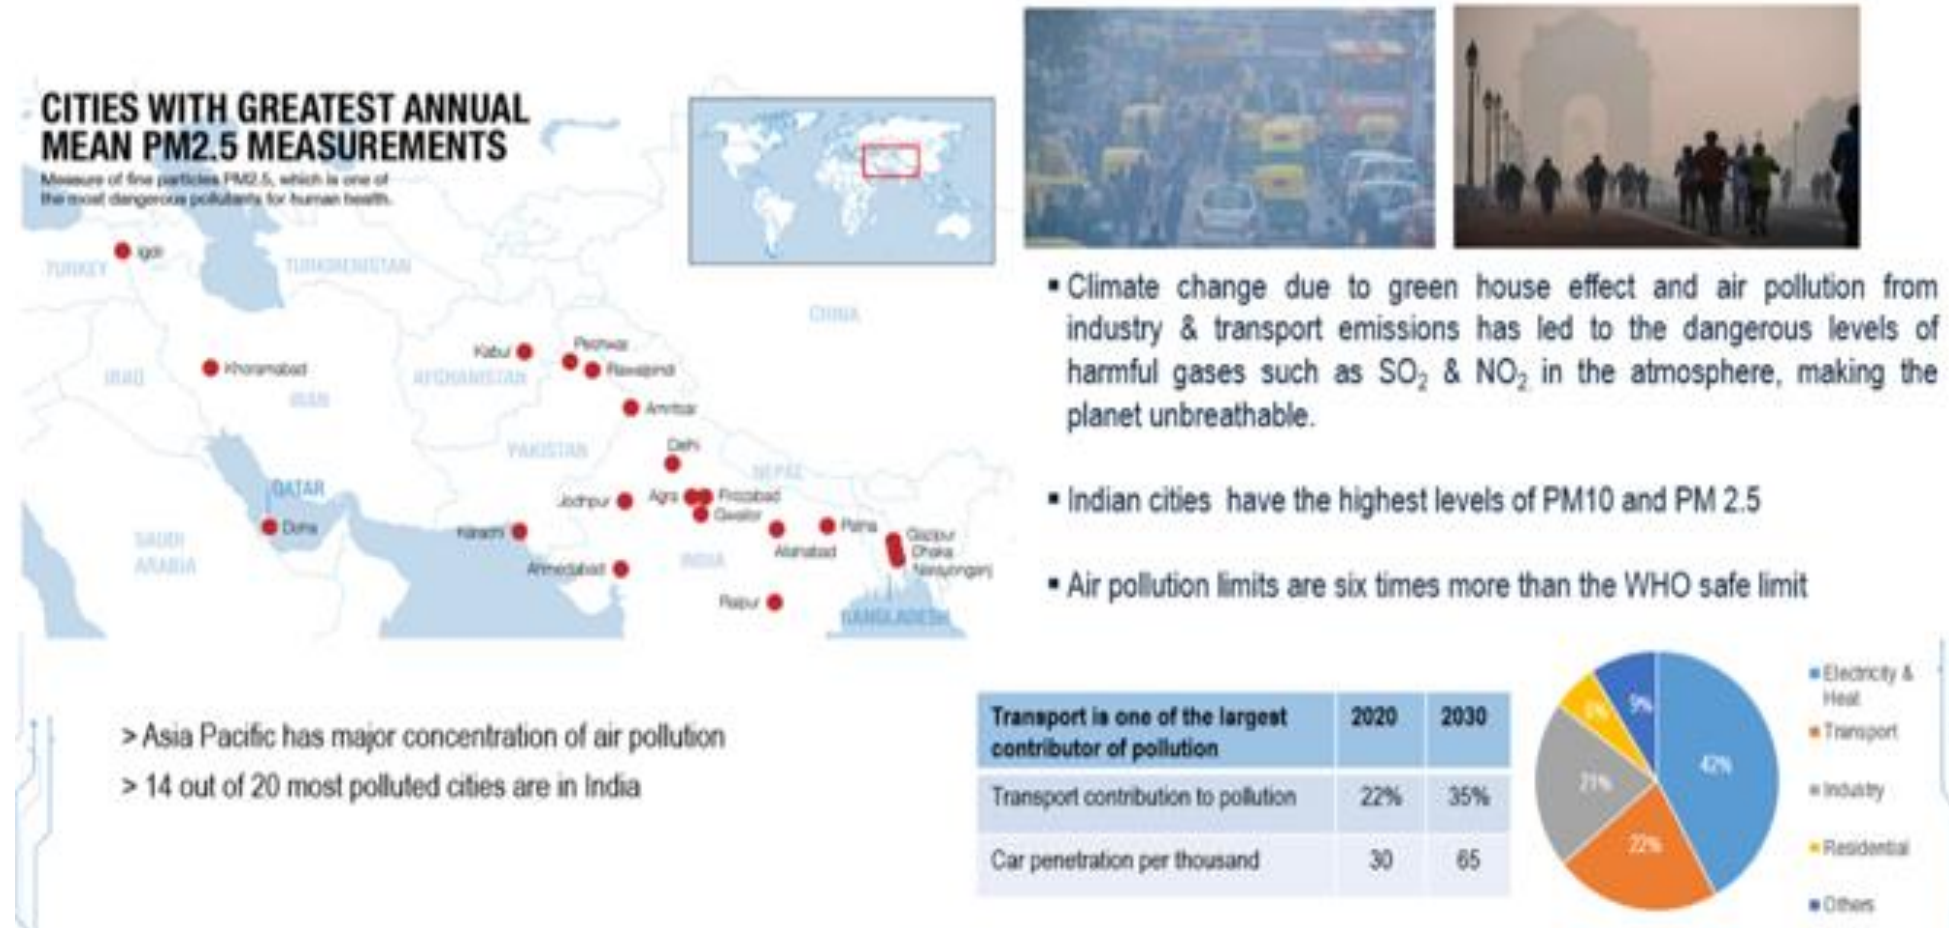 CITIES WITH GREATEST ANNUAL
MEAN PM2.5 MEASUREMENTS
Measure of fine particles PM2.5, which is one of
the most dangerous pollutants for human health.
TURKEY
Igdir
TURKMENISTAN
CHINA
IRAQ
Khoramabad
IRAN
Kabul
AFGHANISTAN
Peshwar
Rawalpindi
Amritsar
PAKISTAN
Delhi
NEPAL
QATAR
Doha
SAUDI
ARABIA
Karachi
Jodhpur
Agra
Firozabad
Gwalior
Allahabad
Patna
Gazipur
Dhaka
Narayonganj
Ahmedabad
INDIA
Raipur
BANGLADESH
▪ Climate change due to green house effect and air pollution from
industry & transport emissions has led to the dangerous levels of
harmful gases such as SO₂ & NO₂ in the atmosphere, making the
planet unbreathable.
▪ Indian cities have the highest levels of PM10 and PM 2.5
▪ Air pollution limits are six times more than the WHO safe limit
> Asia Pacific has major concentration of air pollution
> 14 out of 20 most polluted cities are in India
Transport is one of the largest
contributor of pollution 2020 2030
Transport contribution to pollution 22% 35%
Car penetration per thousand 30 65
9%
42%
21%
22%
Electricity &
Heat
Transport
Industry
Residential
Others